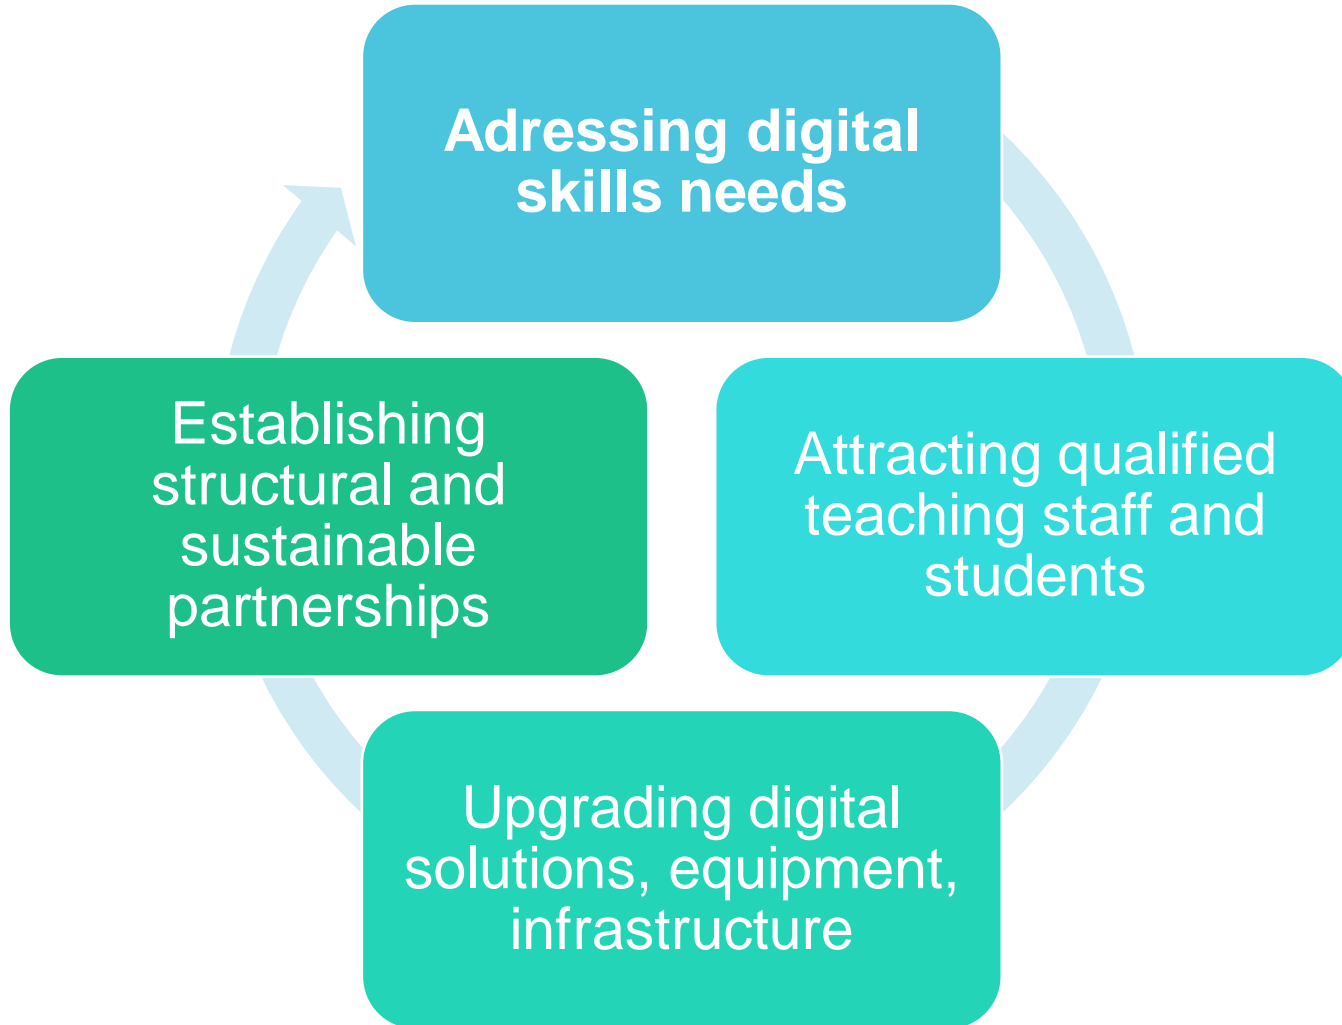 Adressing digital
skills needs
Attracting qualified
teaching staff and
students
Upgrading digital
solutions, equipment,
infrastructure
Establishing
structural and
sustainable
partnerships